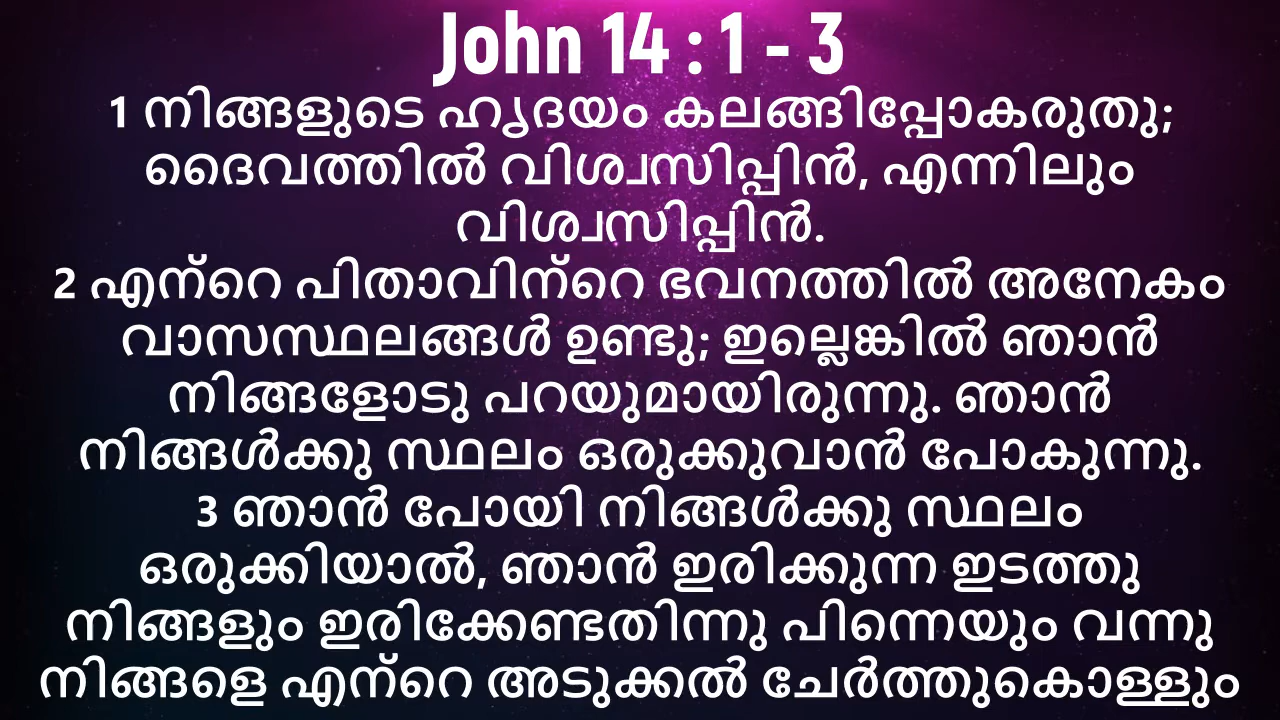 John 14 : 1 - 3
1 നിങ്ങളുടെ ഹൃദയം കലങ്ങിപ്പോകരുതു;
ദൈവത്തിൽ വിശ്വസിപ്പിൻ, എന്നിലും
വിശ്വസിപ്പിൻ.
2 എന്റെ പിതാവിന്റെ ഭവനത്തിൽ അനേകം
വാസസ്ഥലങ്ങൾ ഉണ്ടു; ഇല്ലെങ്കിൽ ഞാൻ
നിങ്ങളോടു പറയുമായിരുന്നു. ഞാൻ
നിങ്ങൾക്കു സ്ഥലം ഒരുക്കുവാൻ പോകുന്നു.
3 ഞാൻ പോയി നിങ്ങൾക്കു സ്ഥലം
ഒരുക്കിയാൽ, ഞാൻ ഇരിക്കുന്ന ഇടത്തു
നിങ്ങളും ഇരിക്കേണ്ടതിന്നു പിന്നെയും വന്നു
നിങ്ങളെ എന്റെ അടുക്കൽ ചേർത്തുകൊള്ളും